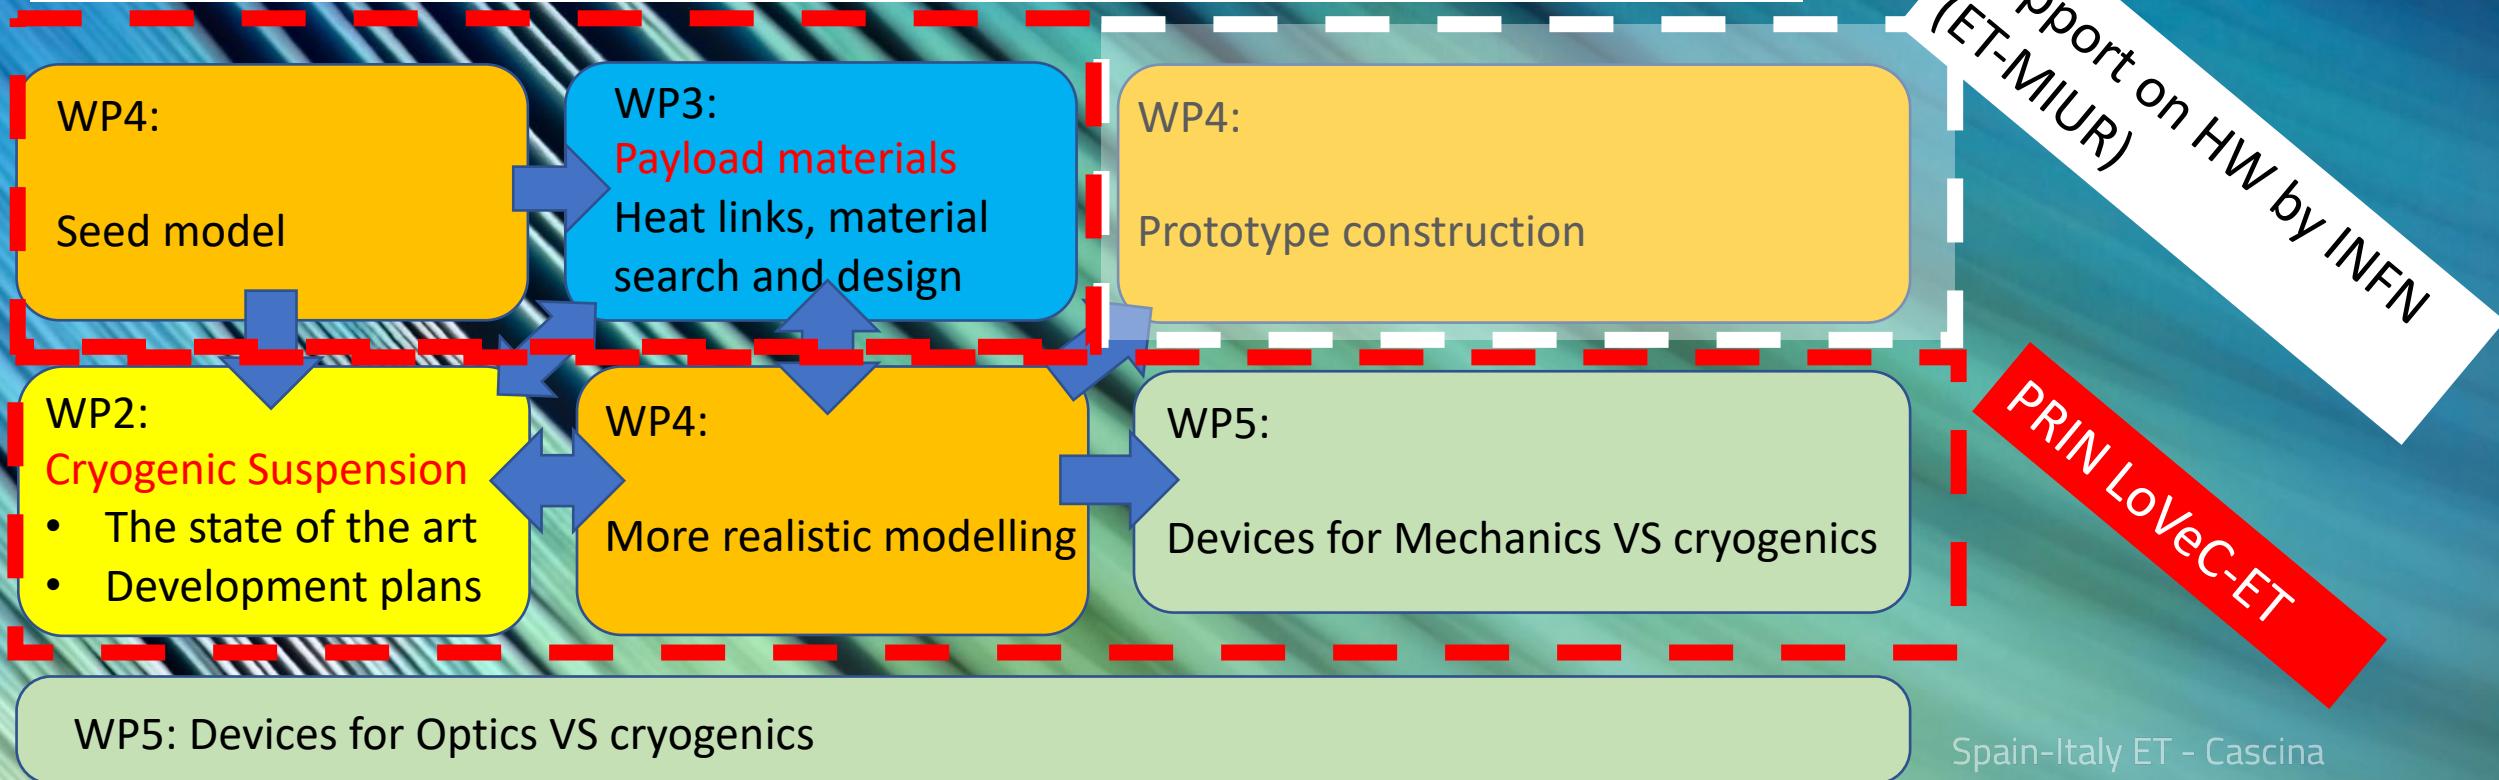 WP4:
Seed model
WP3:
Payload materials
Heat links, material
search and design
WP4:
Prototype construction
on HW by INFN
(ET-MIUR)
WP2:
Cryogenic Suspension
• The state of the art
• Development plans
WP4:
More realistic modelling
WP5:
Devices for Mechanics VS cryogenics
PRIN LoVeC-ET
WP5: Devices for Optics VS cryogenics
Spain-Italy ET - Cascina